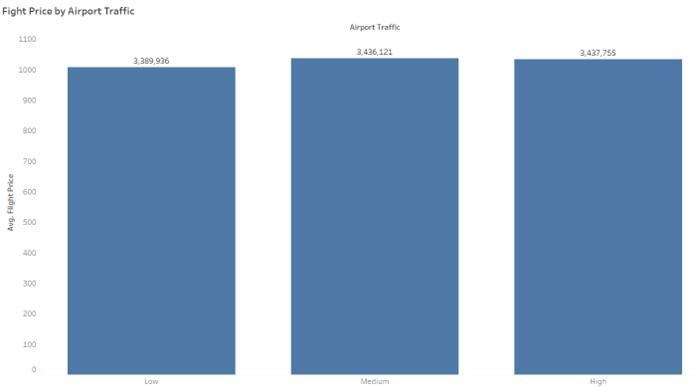 Fight Price by Airport Traffic
Airport Traffic
1100
1000
900
800
700
600
500
400
300
200
100
0
Avg. Flight Price
3,389,936
3,436,121
3,437,755
Low
Medium
High